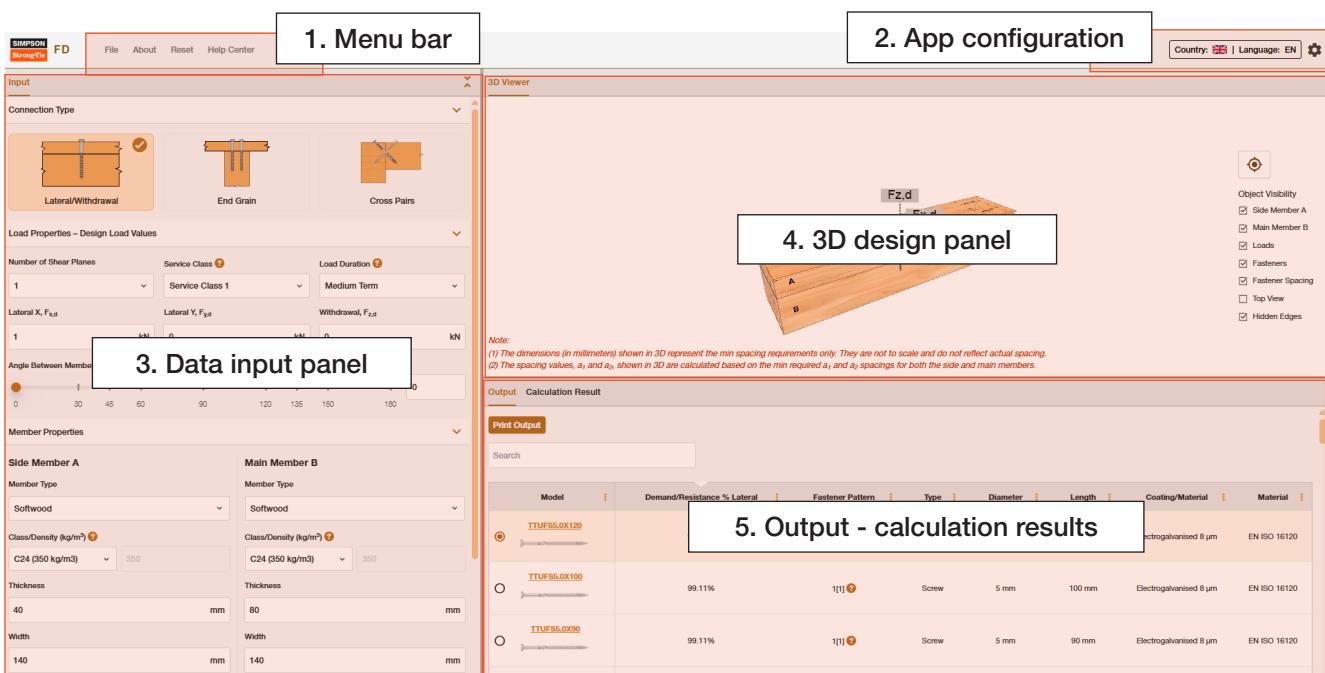 1. Menu bar
2. App configuration
SIMPSON
Strong-Tie
FD
File About Reset Help Center
Country: | Language: EN
Input
Connection Type
Lateral/Withdrawal
End Grain
Cross Pairs
Load Properties – Design Load Values
Number of Shear Planes
Service Class
Load Duration
1
Service Class 1
Medium Term
Lateral X, Fx,d
Lateral Y, Fy,d
Withdrawal, Fz,d
1 kN
kN
3. Data input panel
Angle Between Membe
0
0 30 45 60 90 120 135 150 180
Member Properties
Side Member A
Main Member B
Member Type
Member Type
Softwood
Softwood
Class/Density (kg/m³)
Class/Density (kg/m³)
C24 (350 kg/m3) 350
C24 (350 kg/m3) 350
Thickness
Thickness
40 mm
80 mm
Width
Width
140 mm
140 mm
3D Viewer
Fz,d
4. 3D design panel
A
B
Object Visibility
Side Member A
Main Member B
Loads
Fasteners
Fastener Spacing
Top View
Hidden Edges
Note:
(1) The dimensions (in millimeters) shown in 3D represent the min spacing requirements only. They are not to scale and do not reflect actual spacing.
(2) The spacing values, a₁ and a₂, shown in 3D are calculated based on the min required a₁ and a₂ spacings for both the side and main members.
Output Calculation Result
Print Output
Search
Model Demand/Resistance % Lateral Fastener Pattern Type Diameter Length Coating/Material Material
5. Output - calculation results
TTUFS5.0X120 ectrogalvanised 8 µm EN ISO 16120
TTUFS5.0X100 99.11% 1[1] Screw 5 mm 100 mm Electrogalvanised 8 µm EN ISO 16120
TTUFS5.0X90 99.11% 1[1] Screw 5 mm 90 mm Electrogalvanised 8 µm EN ISO 16120